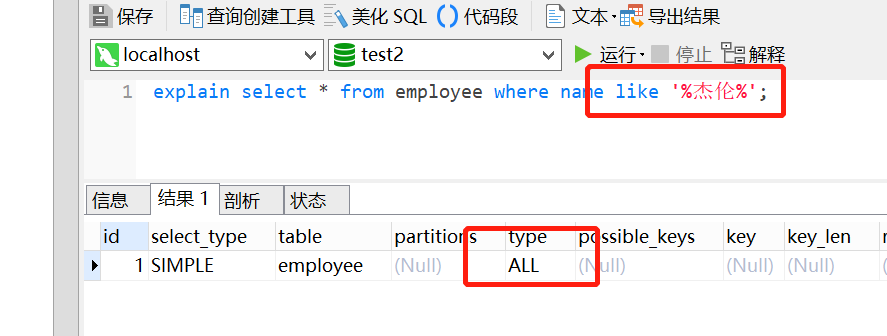 保存 查询创建工具 美化 SQL () 代码段 文本 导出结果
localhost test2 运行 停止 解释
1 explain select * from employee where name like '%杰伦%';
信息 结果 1 剖析 状态
id select_type table partitions type possible_keys key key_len
1 SIMPLE employee (Null) ALL (Null) (Null) (Null)